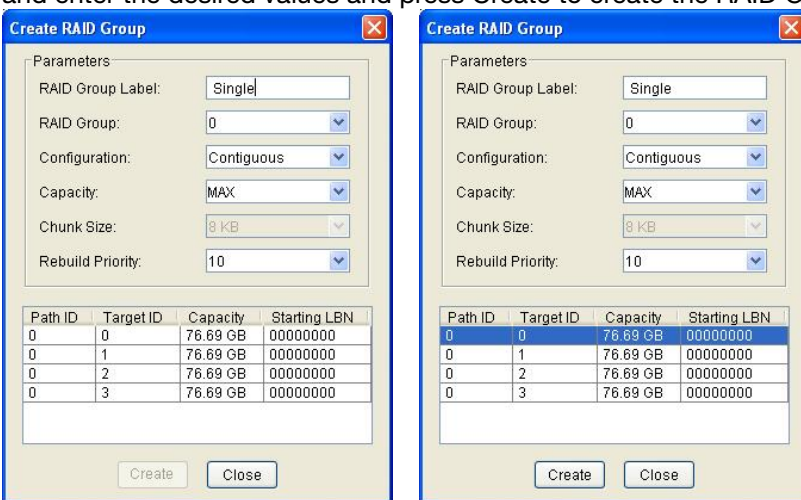 and enter the desired values and press Create to create the RAID G
Create RAID Group
Parameters
RAID Group Label: Single
RAID Group: 0
Configuration: Contiguous
Capacity: MAX
Chunk Size: 8 KB
Rebuild Priority: 10
Path ID Target ID Capacity Starting LBN
0 0 76.69 GB 00000000
0 1 76.69 GB 00000000
0 2 76.69 GB 00000000
0 3 76.69 GB 00000000
Create Close
Create RAID Group
Parameters
RAID Group Label: Single
RAID Group: 0
Configuration: Contiguous
Capacity: MAX
Chunk Size: 8 KB
Rebuild Priority: 10
Path ID Target ID Capacity Starting LBN
0 0 76.69 GB 00000000
0 1 76.69 GB 00000000
0 2 76.69 GB 00000000
0 3 76.69 GB 00000000
Create Close